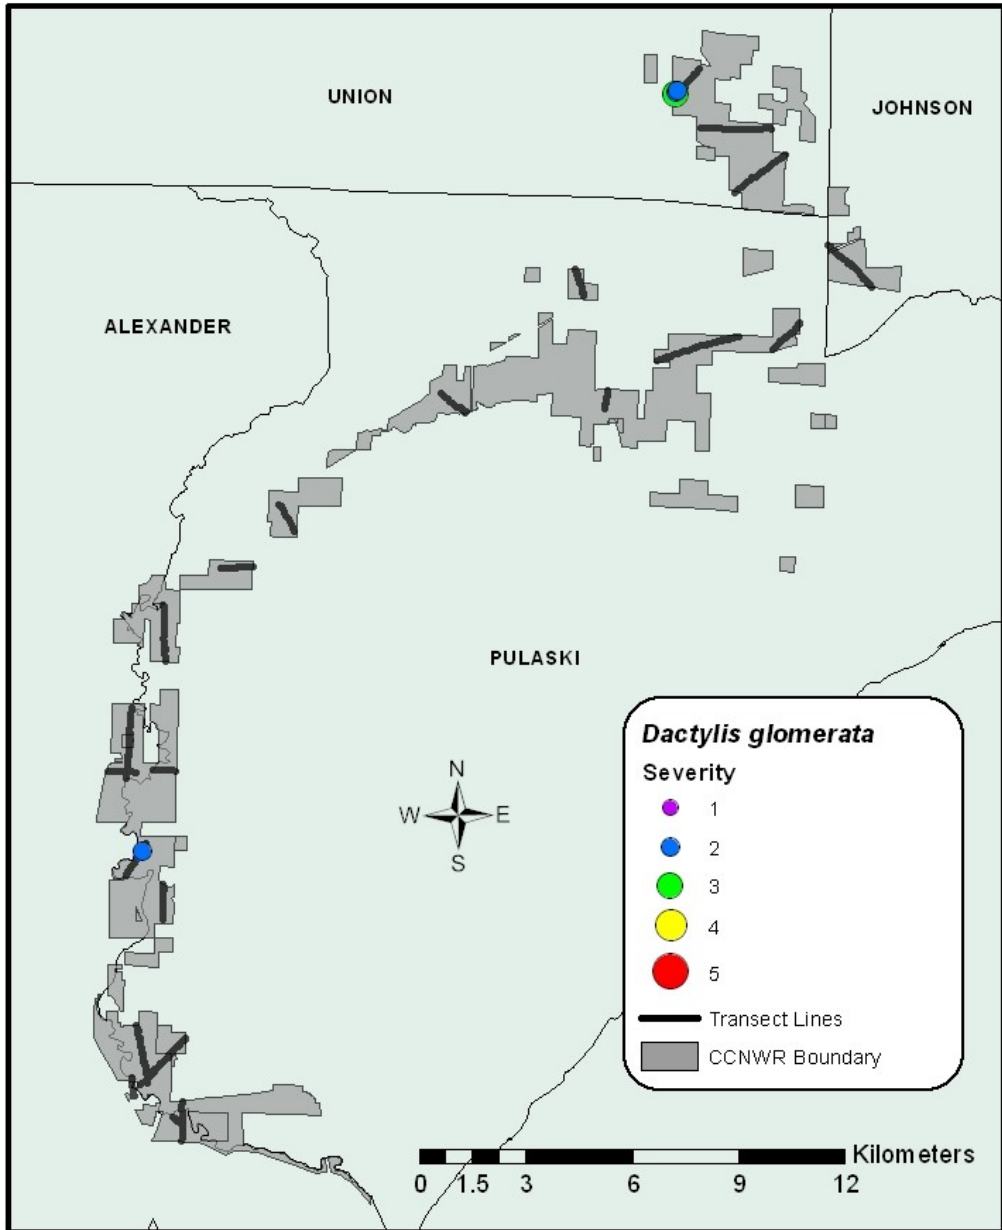 UNION
JOHNSON
ALEXANDER
PULASKI
N
W E
S
Dactylis glomerata
Severity
1
2
3
4
5
Transect Lines
CCNWR Boundary
Kilometers
0 1.5 3 6 9 12